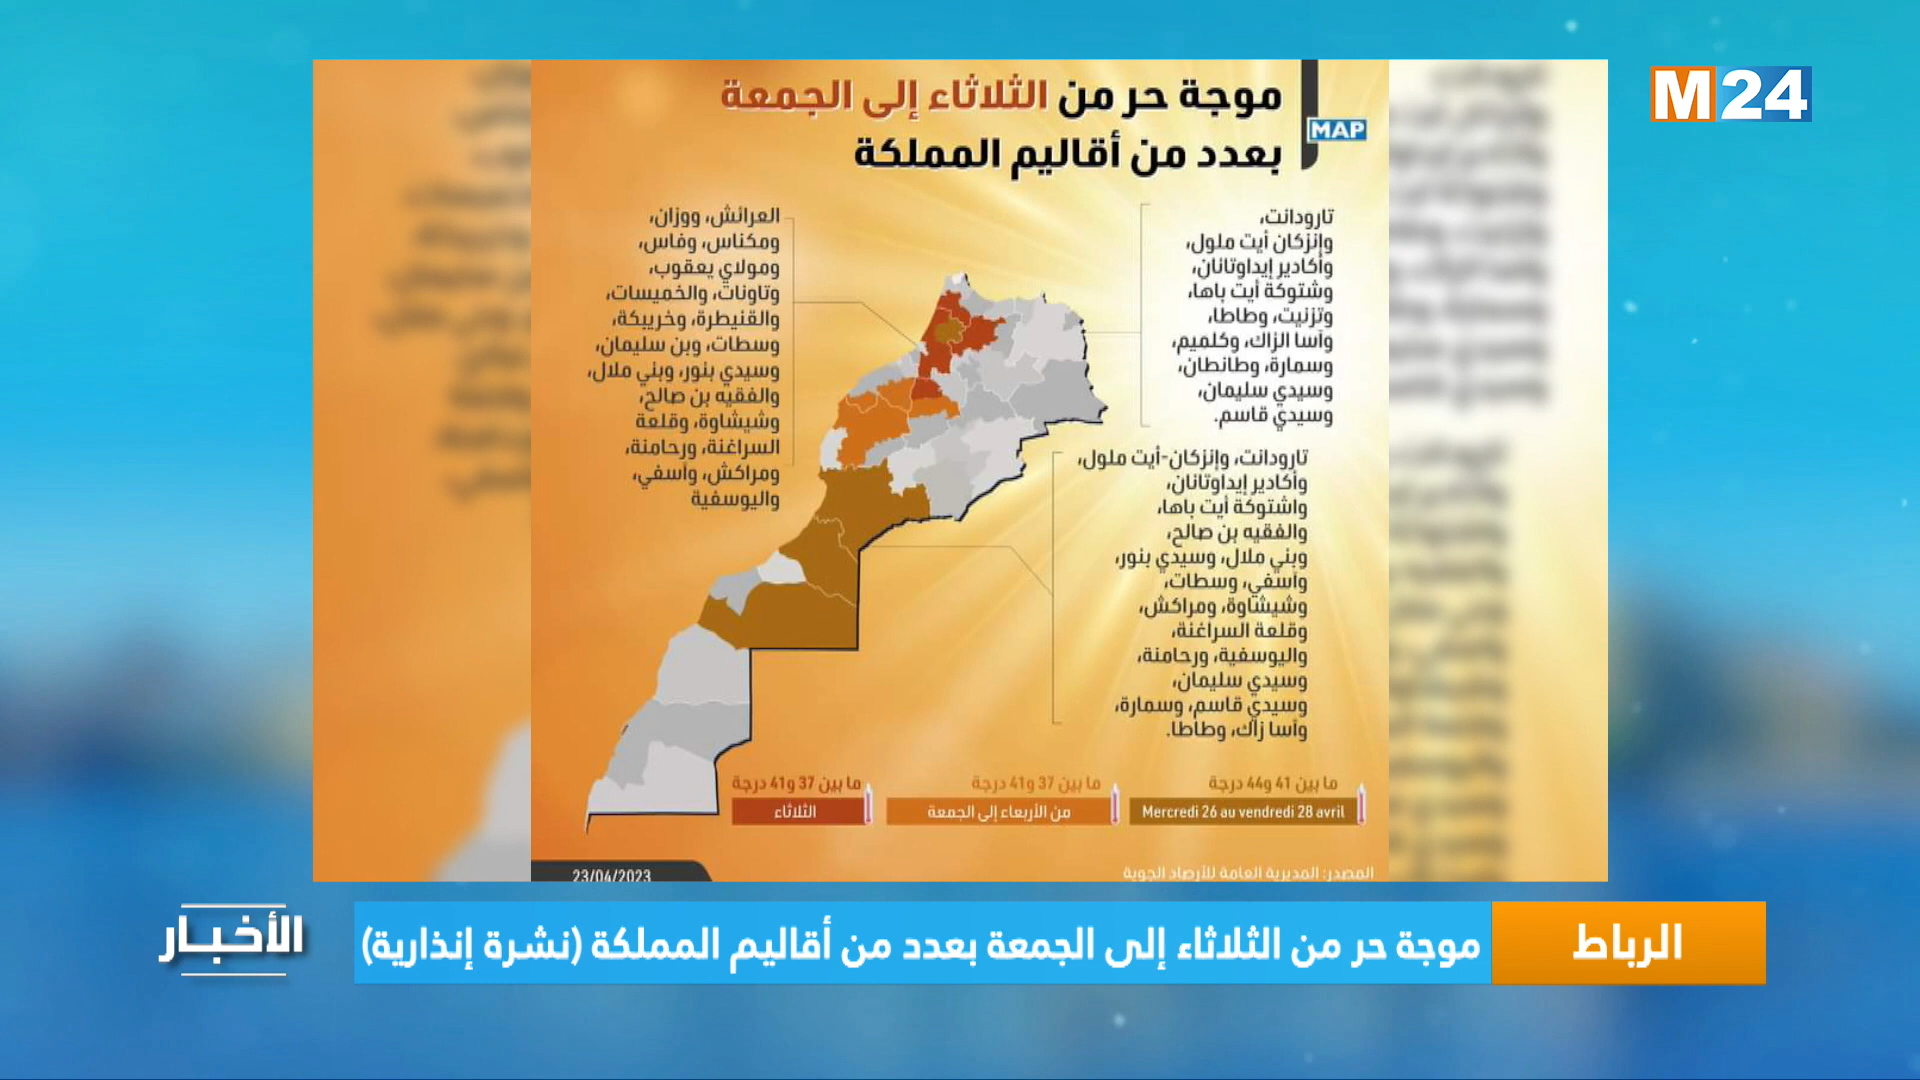 M24
موجة حر من الثلاثاء إلى الجمعة
بعدد من أقاليم المملكة
MAP
تارودانت،
وإنزكان أيت ملول،
وأكادير إيداوتانان،
وشتوكة أيت باها،
وتزنيت، وطاطا،
وآسا الزاك، وكلميم،
وسمارة، وطانطان،
وسيدي سليمان،
وسيدي قاسم.
العرائش، ووزان،
ومكناس، وفاس،
ومولاي يعقوب،
وتاونات، والخميسات،
والقنيطرة، وخريبكة،
وسطات، وبن سليمان،
وسيدي بنور، وبني ملال،
والفقيه بن صالح،
وشيشاوة، وقلعة
السراغنة، ورحامنة،
ومراكش، وآسفي،
واليوسفية
تارودانت، وإنزكان-أيت ملول،
وأكادير إيداوتانان،
واشتوكة أيت باها،
والفقيه بن صالح،
وبني ملال، وسيدي بنور،
وآسفي، وسطات،
وشيشاوة، ومراكش،
وقلعة السراغنة،
واليوسفية، ورحامنة،
وسيدي سليمان،
وسيدي قاسم، وسمارة،
وآسا زاك، وطاطا.
ما بين 41 و44 درجة
Mercredi 26 au vendredi 28 avril
ما بين 37 و41 درجة
من الأربعاء إلى الجمعة
ما بين 37 و41 درجة
الثلاثاء
المصدر: المديرية العامة للأرصاد الجوية
23/04/2023
الرباط
موجة حر من الثلاثاء إلى الجمعة بعدد من أقاليم المملكة (نشرة إنذارية)
الأخبار